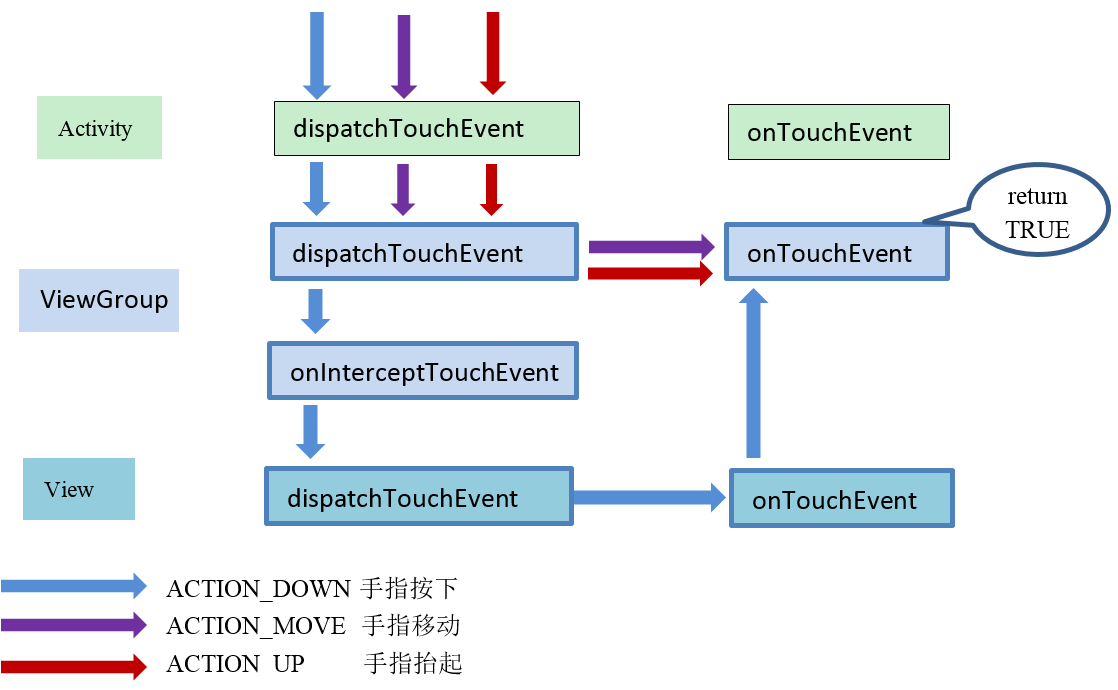 Activity
dispatchTouchEvent
onTouchEvent
return
TRUE
dispatchTouchEvent
onTouchEvent
ViewGroup
onInterceptTouchEvent
View
dispatchTouchEvent
onTouchEvent
ACTION_DOWN 手指按下
ACTION_MOVE 手指移动
ACTION_UP 手指抬起